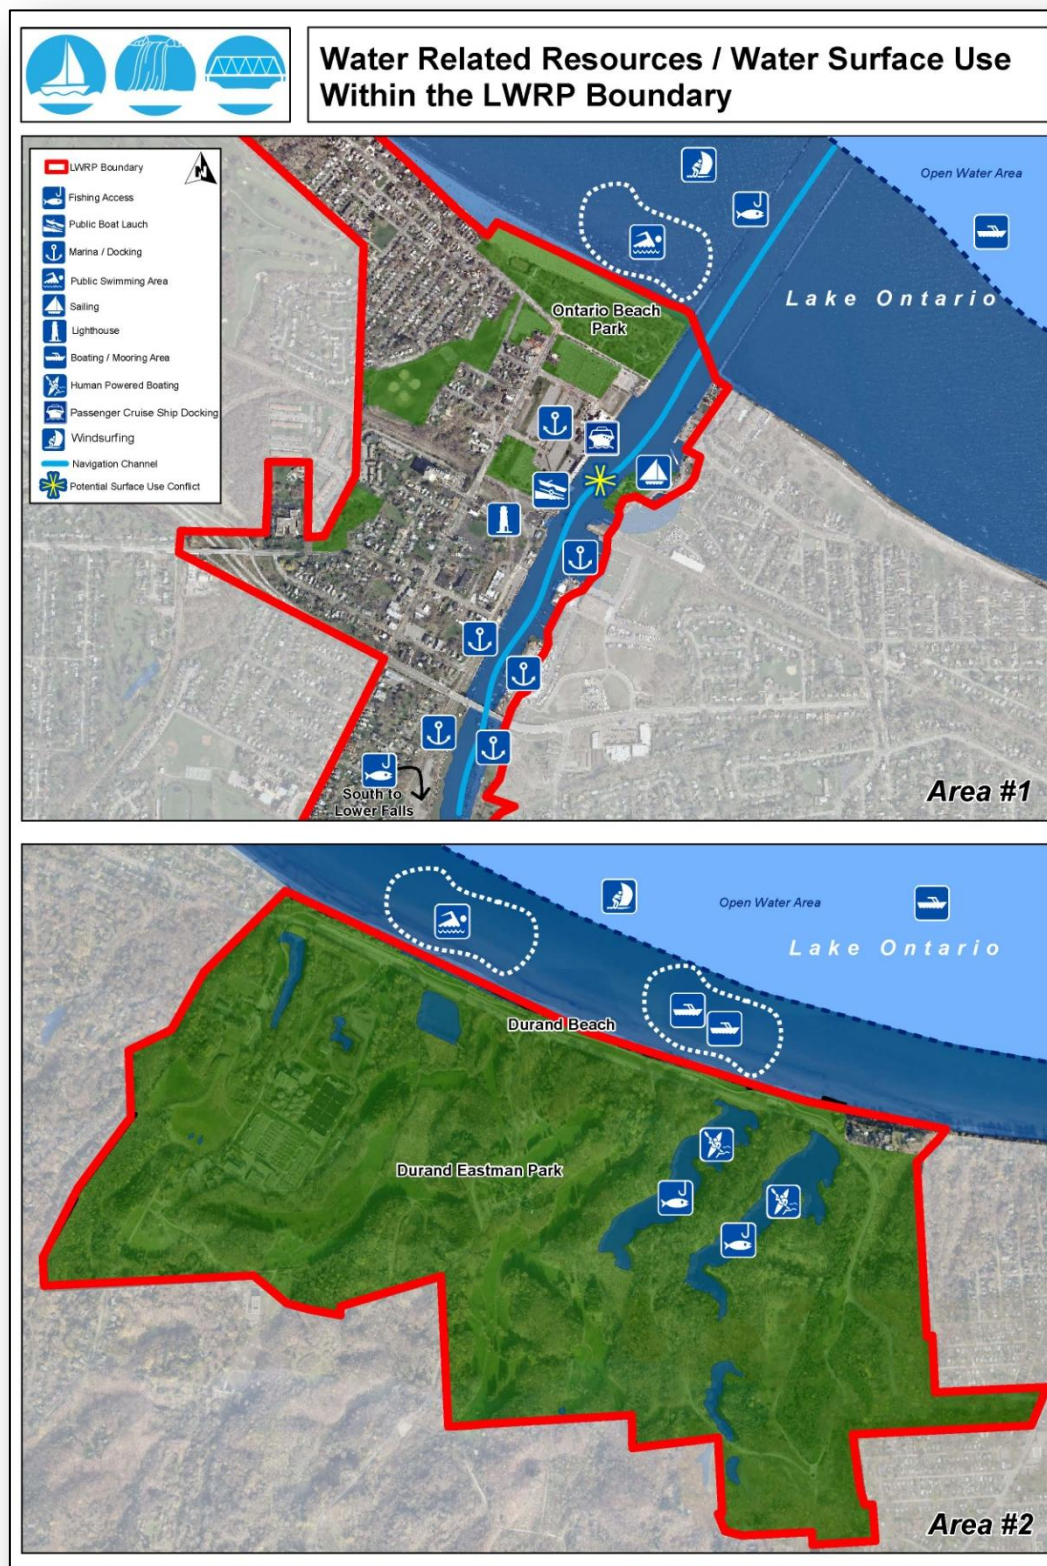 Water Related Resources / Water Surface Use
Within the LWRP Boundary
N
LWRP Boundary
Fishing Access
Public Boat Lauch
Marina / Docking
Public Swimming Area
Sailing
Lighthouse
Boating / Mooring Area
Human Powered Boating
Passenger Cruise Ship Docking
Windsurfing
Navigation Channel
Potential Surface Use Conflict
Open Water Area
Lake Ontario
Ontario Beach
Park
South to
Lower Falls
Area #1
Open Water Area
Lake Ontario
Durand Beach
Durand Eastman Park
Area #2